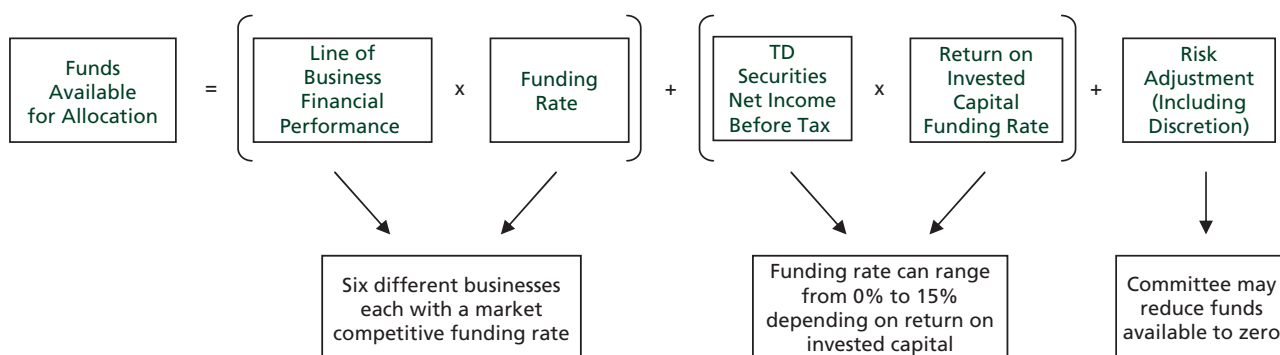 Funds
Available
for Allocation
=
Line of
Business
Financial
Performance
x
Funding
Rate
+
TD
Securities
Net Income
Before Tax
x
Return on
Invested
Capital
Funding Rate
+
Risk
Adjustment
(Including
Discretion)
Six different businesses
each with a market
competitive funding rate
Funding rate can range
from 0% to 15%
depending on return on
invested capital
Committee may
reduce funds
available to zero